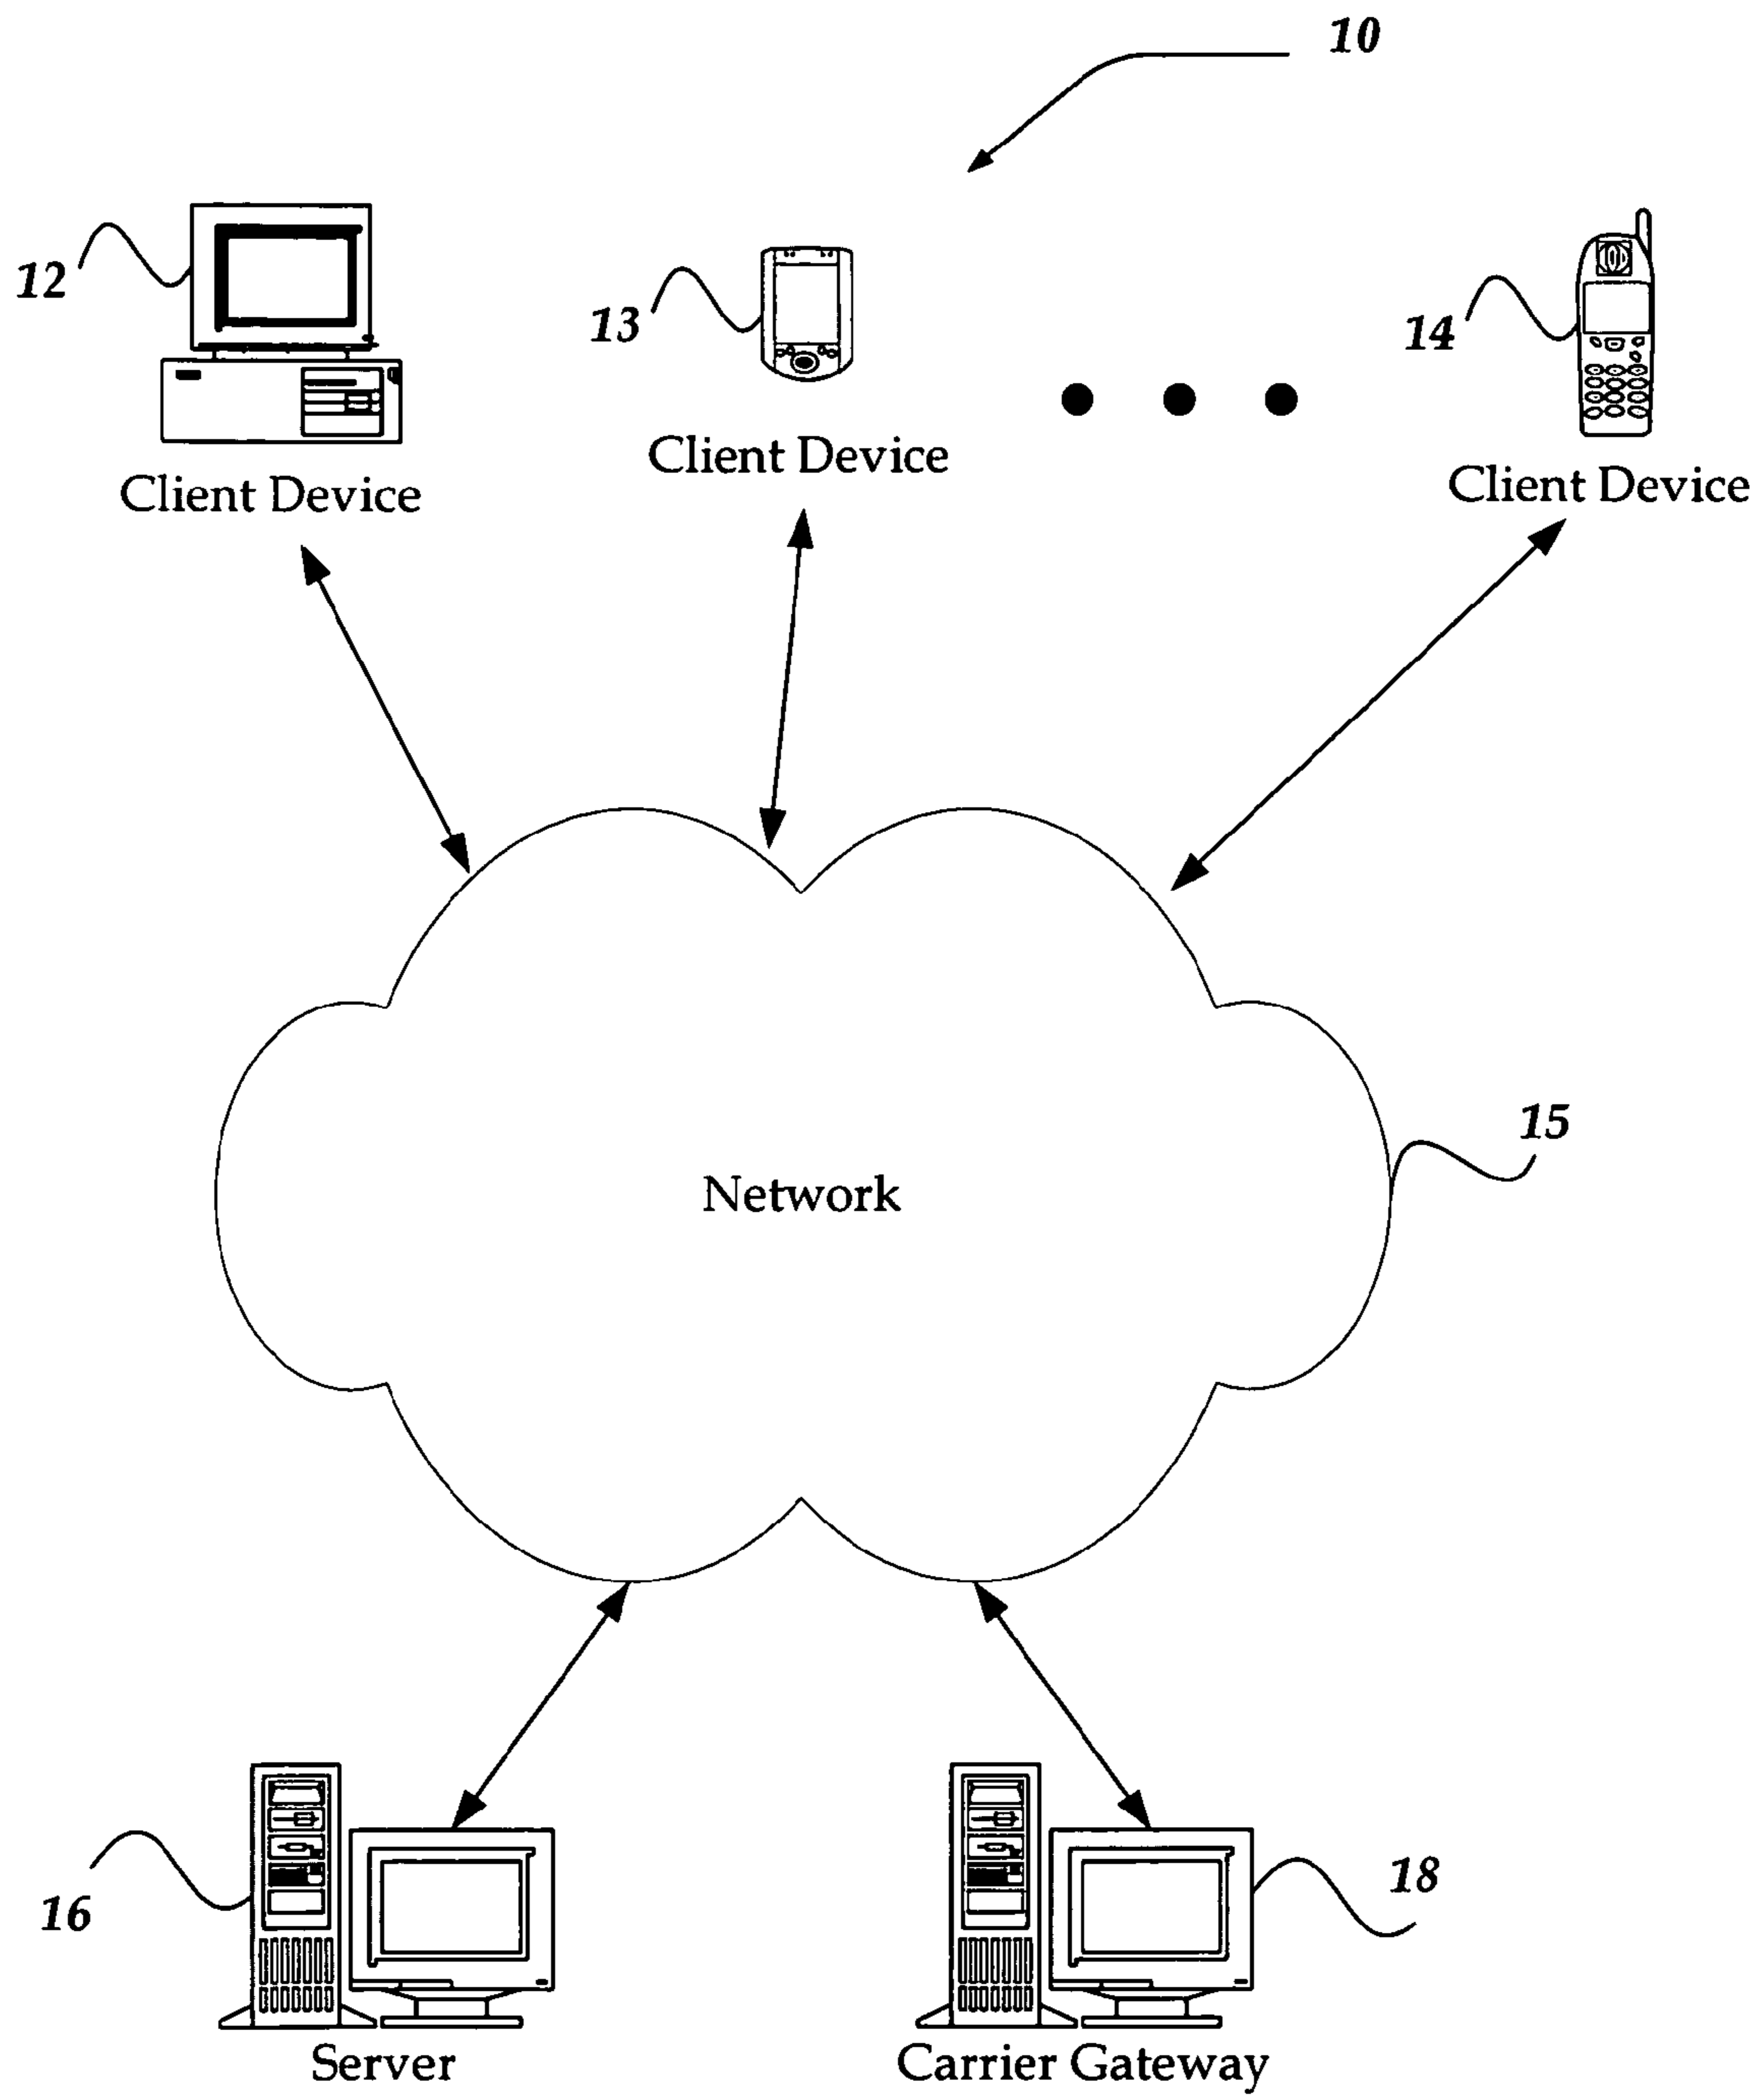 10
12
13
14
Client Device
Client Device
Client Device
15
Network
16
18
Server
Carrier Gateway